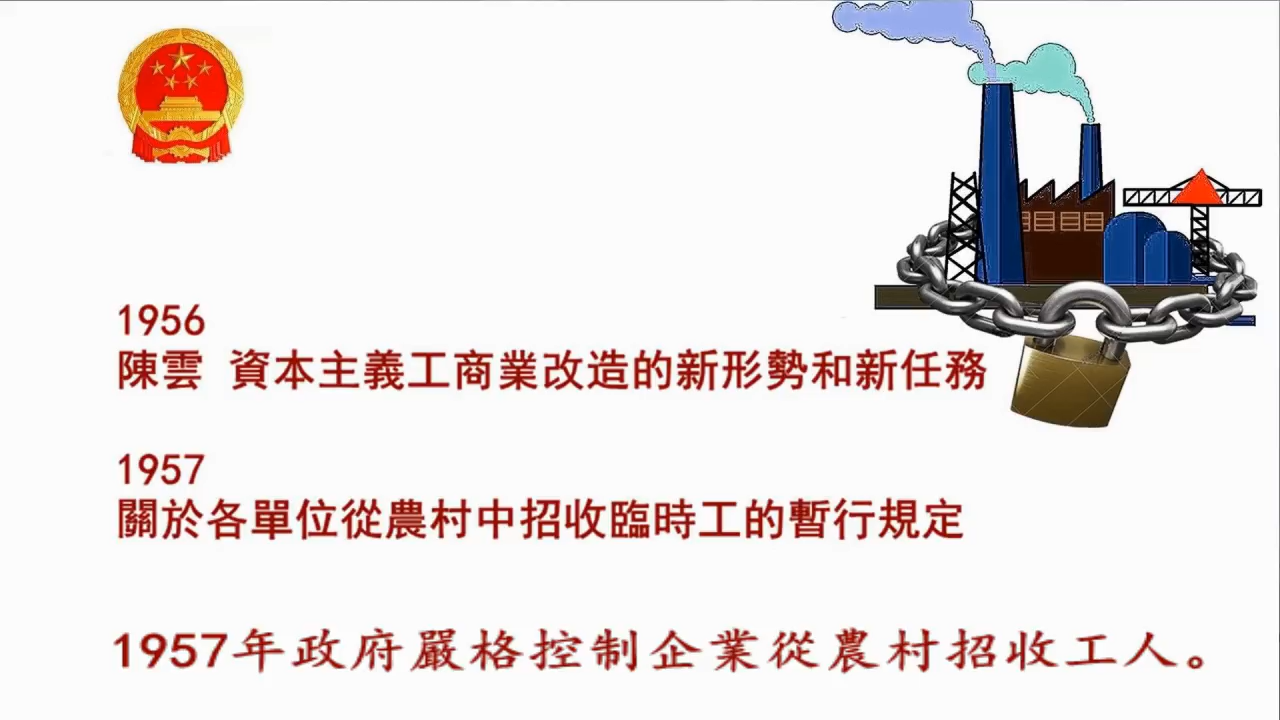 1956
陳雲 資本主義工商業改造的新形勢和新任務
1957
關於各單位從農村中招收臨時工的暫行規定
1957年政府嚴格控制企業從農村招收工人。